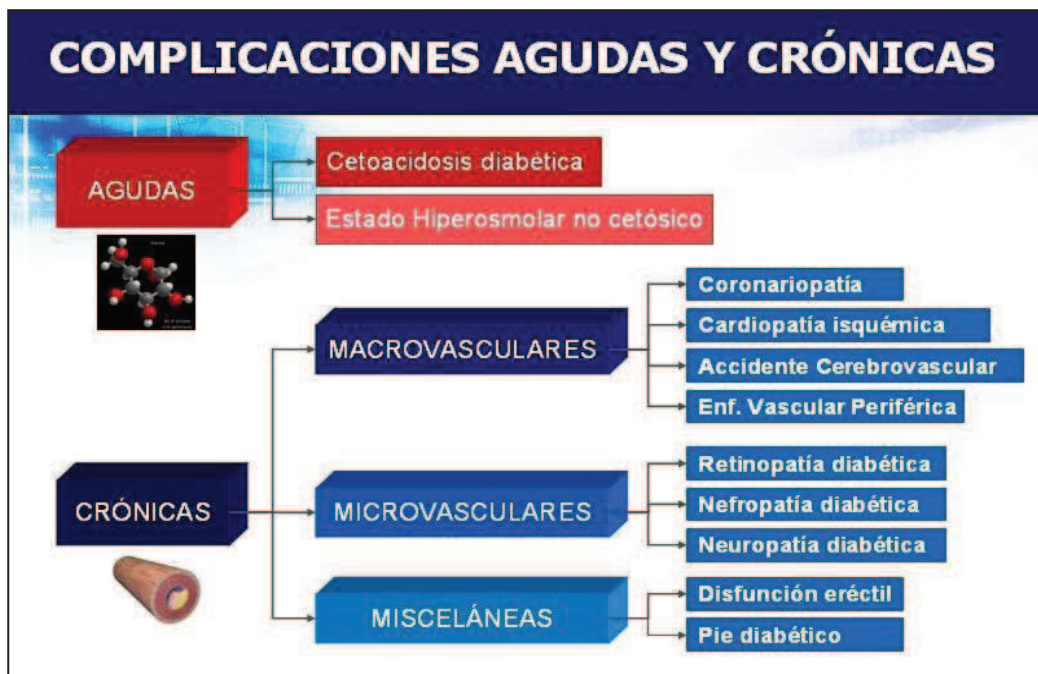 COMPLICACIONES AGUDAS Y CRÓNICAS
AGUDAS
Cetoacidosis diabética
Estado Hiperosmolar no cetósico
CRÓNICAS
MACROVASCULARES
Coronariopatía
Cardiopatía isquémica
Accidente Cerebrovascular
Enf. Vascular Periférica
MICROVASCULARES
Retinopatía diabética
Nefropatía diabética
Neuropatía diabética
MISCELÁNEAS
Disfunción eréctil
Pie diabético